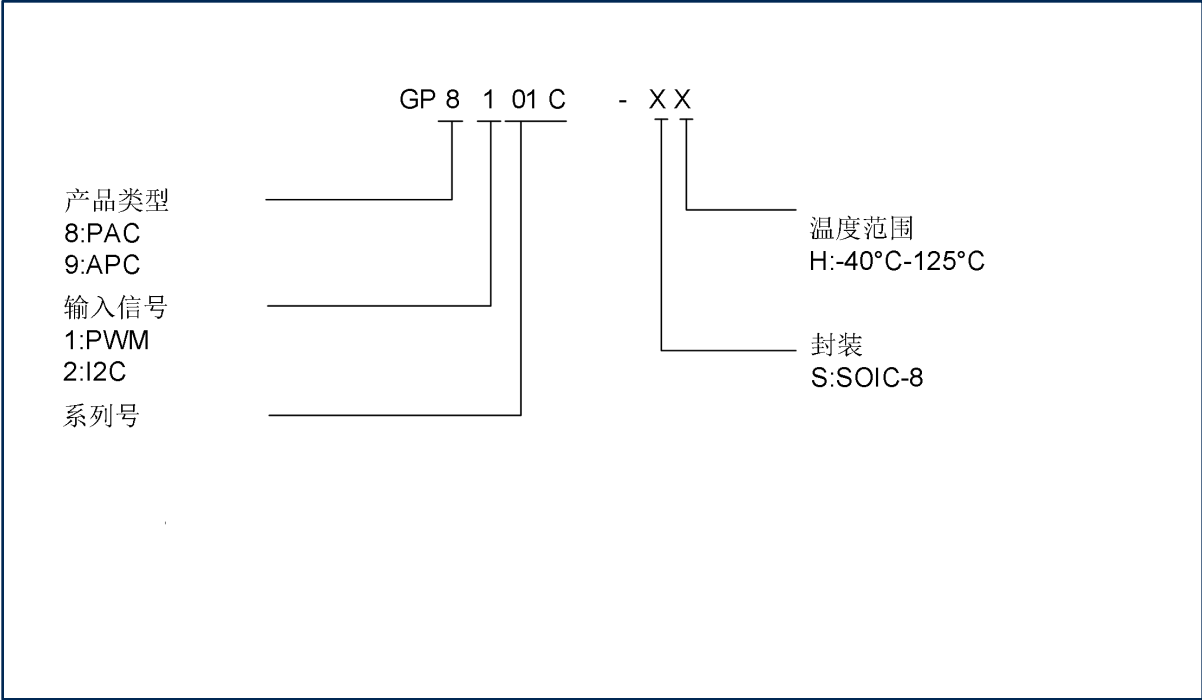 GP 8 1 01 C - X X
产品类型
8:PAC
9:APC
输入信号
1:PWM
2:I2C
系列号
温度范围
H:-40°C-125°C
封装
S:SOIC-8